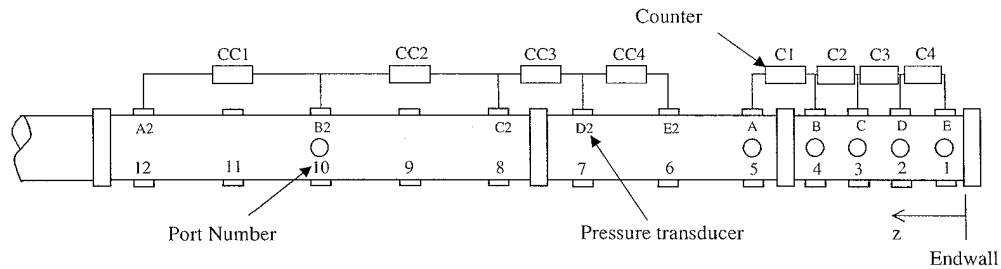 Counter
CC1 CC2 CC3 CC4 C1 C2 C3 C4
A2 B2 C2 D2 E2 A B C D E
12 11 10 9 8 7 6 5 4 3 2 1
Port Number
Pressure transducer
z
Endwall